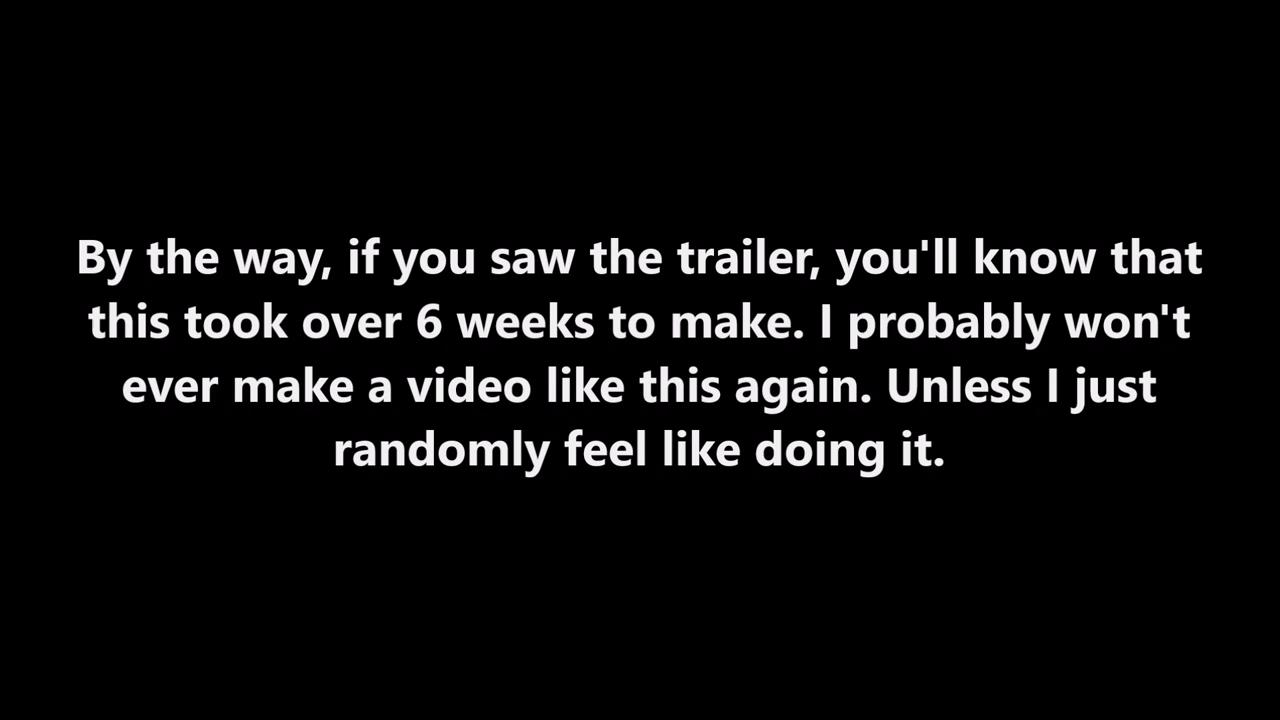 By the way, if you saw the trailer, you'll know that
this took over 6 weeks to make. I probably won't
ever make a video like this again. Unless I just
randomly feel like doing it.